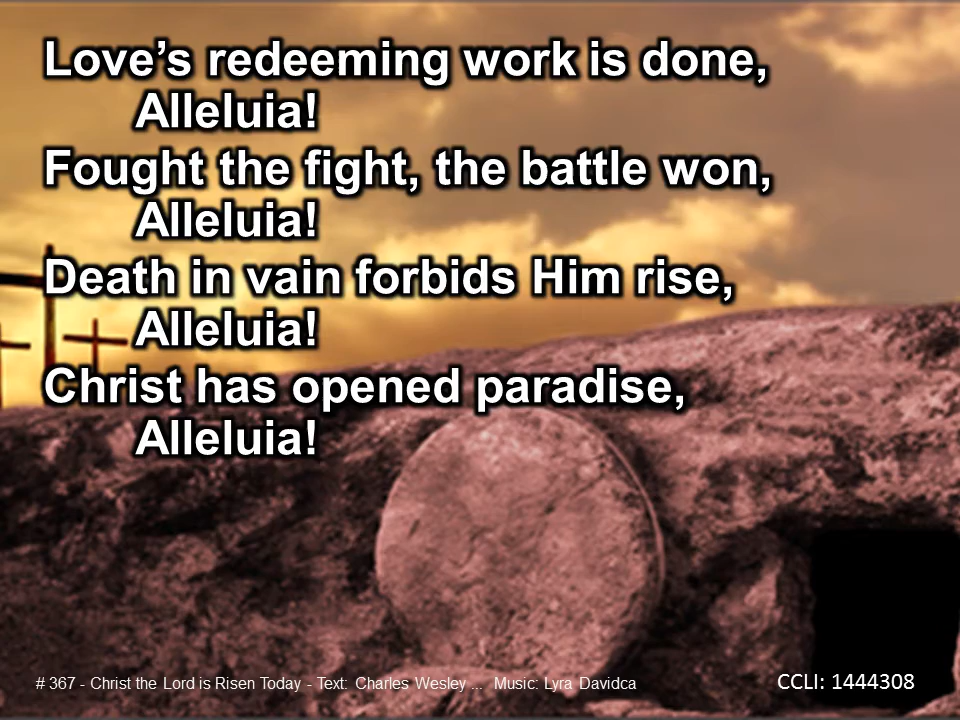 Love’s redeeming work is done,
Alleluia!
Fought the fight, the battle won,
Alleluia!
Death in vain forbids Him rise,
Alleluia!
Christ has opened paradise,
Alleluia!
# 367 - Christ the Lord is Risen Today - Text: Charles Wesley ... Music: Lyra Davidca
CCLI: 1444308